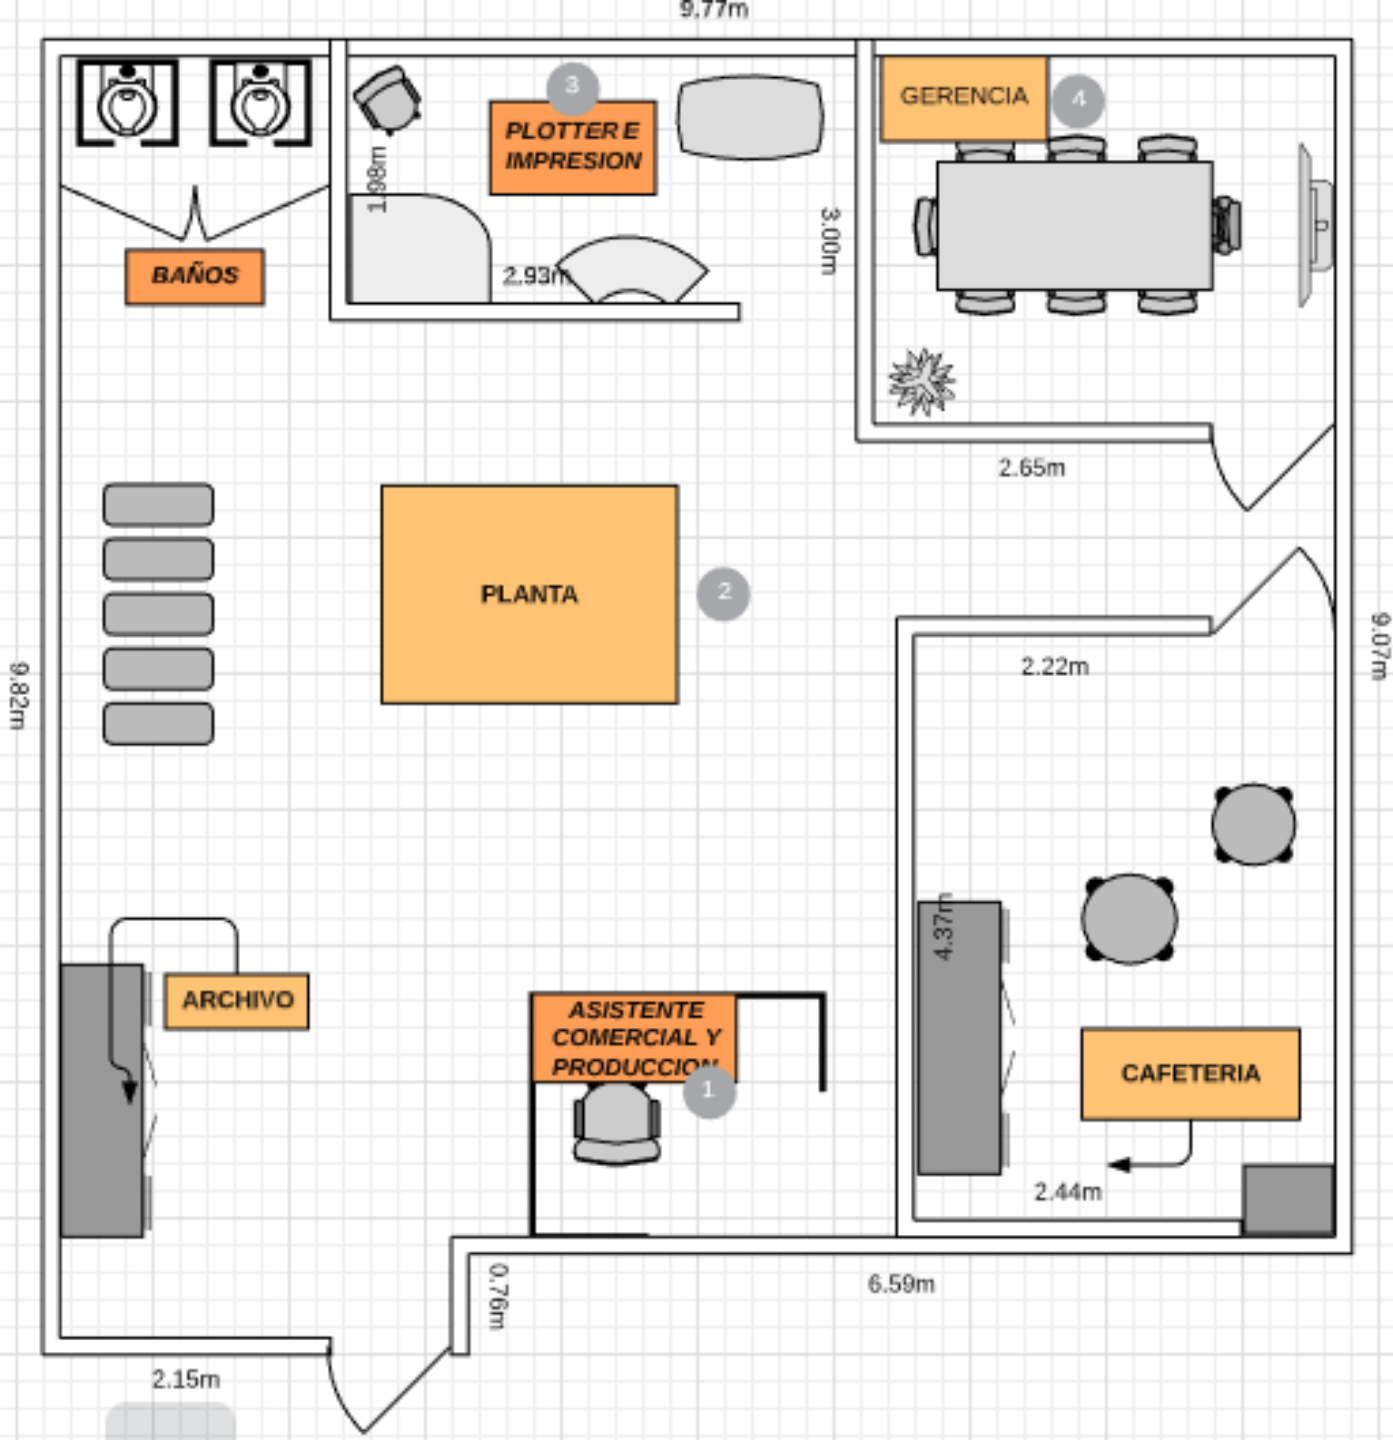 9.77m
3
GERENCIA
4
PLOTTER E
IMPRESION
1.98m
3.00m
BAÑOS
2.93m
2.65m
PLANTA
2
9.07m
2.22m
9.82m
4.37m
ARCHIVO
ASISTENTE
COMERCIAL Y
PRODUCCION
1
CAFETERIA
2.44m
0.76m
6.59m
2.15m